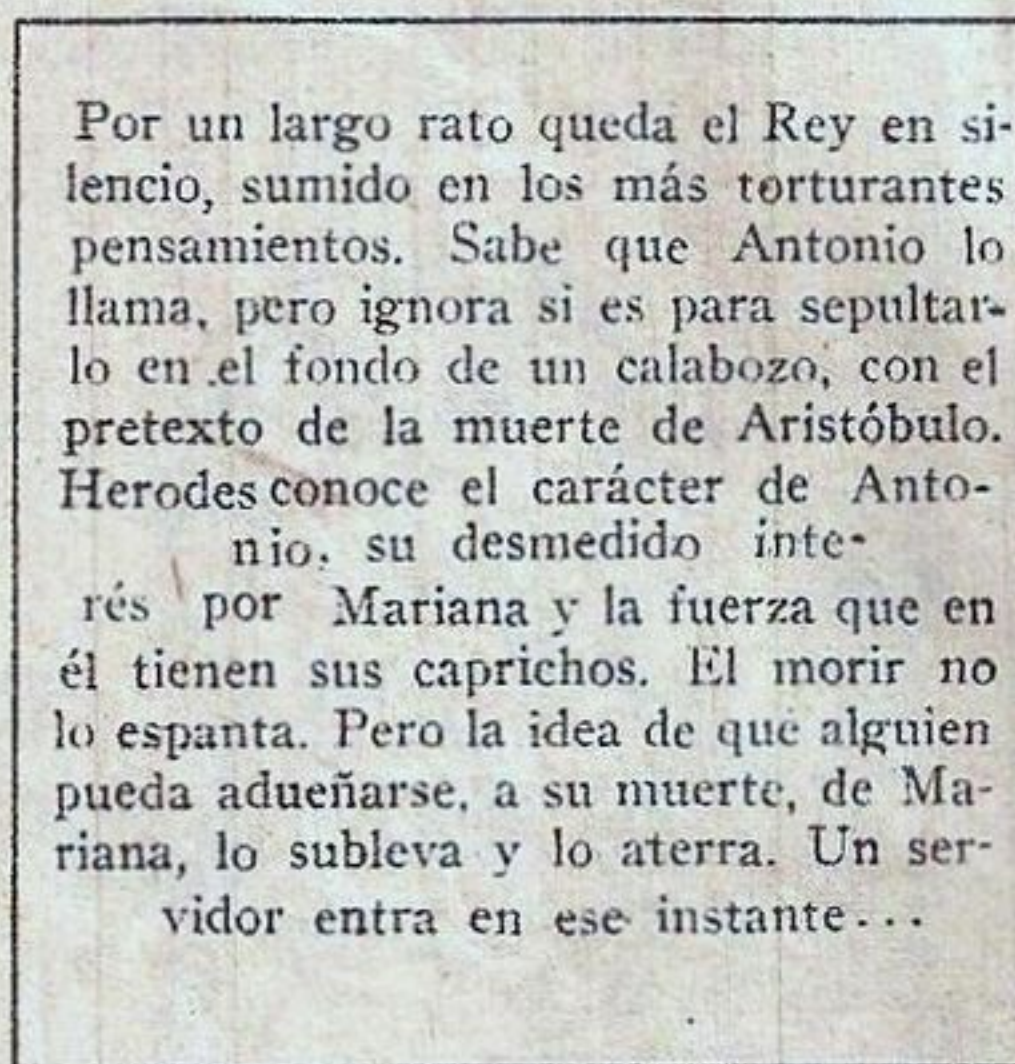 Por un largo rato queda el Rey en si-
lencio, sumido en los más torturantes
pensamientos. Sabe que Antonio lo
llama, pero ignora si es para sepultar-
lo en el fondo de un calabozo, con el
pretexto de la muerte de Aristóbulo.
Herodes conoce el carácter de Anto-
nio, su desmedido inte-
rés por Mariana y la fuerza que en
él tienen sus caprichos. El morir no
lo espanta. Pero la idea de que alguien
pueda adueñarse, a su muerte, de Ma-
riana, lo subleva y lo aterra. Un ser-
vidor entra en ese instante...